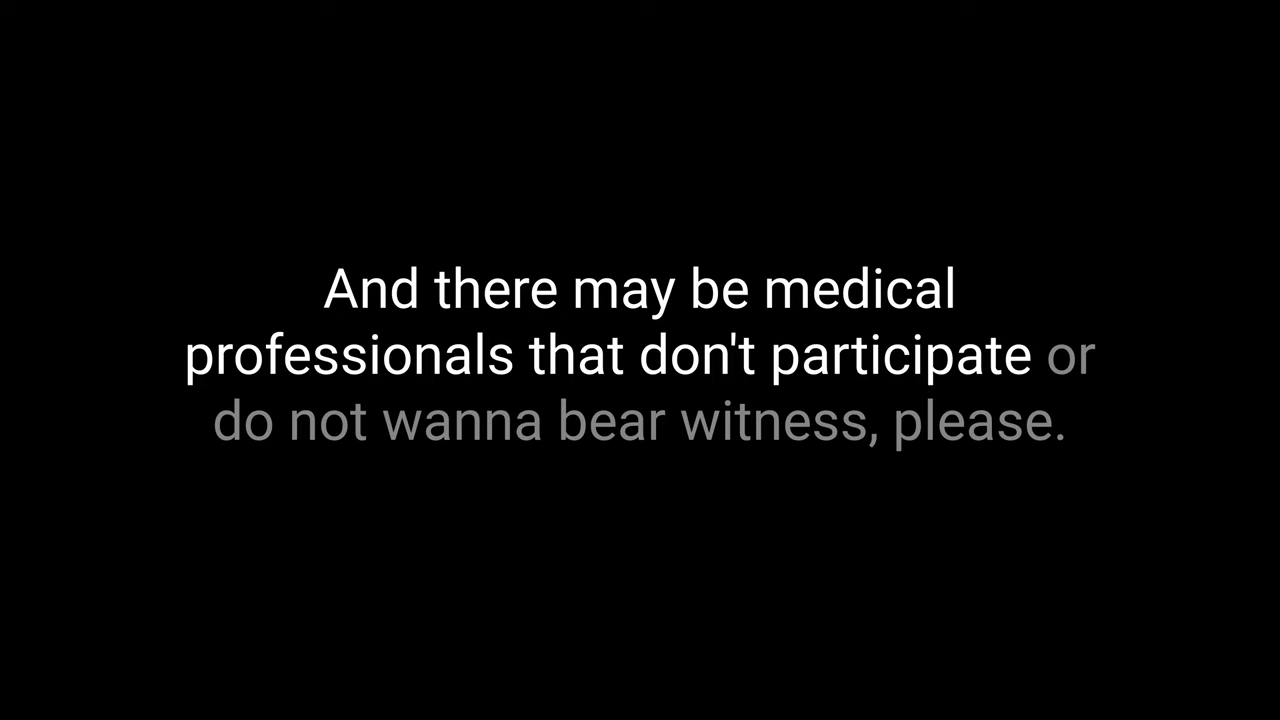 And there may be medical
professionals that don't participate or
do not wanna bear witness, please.